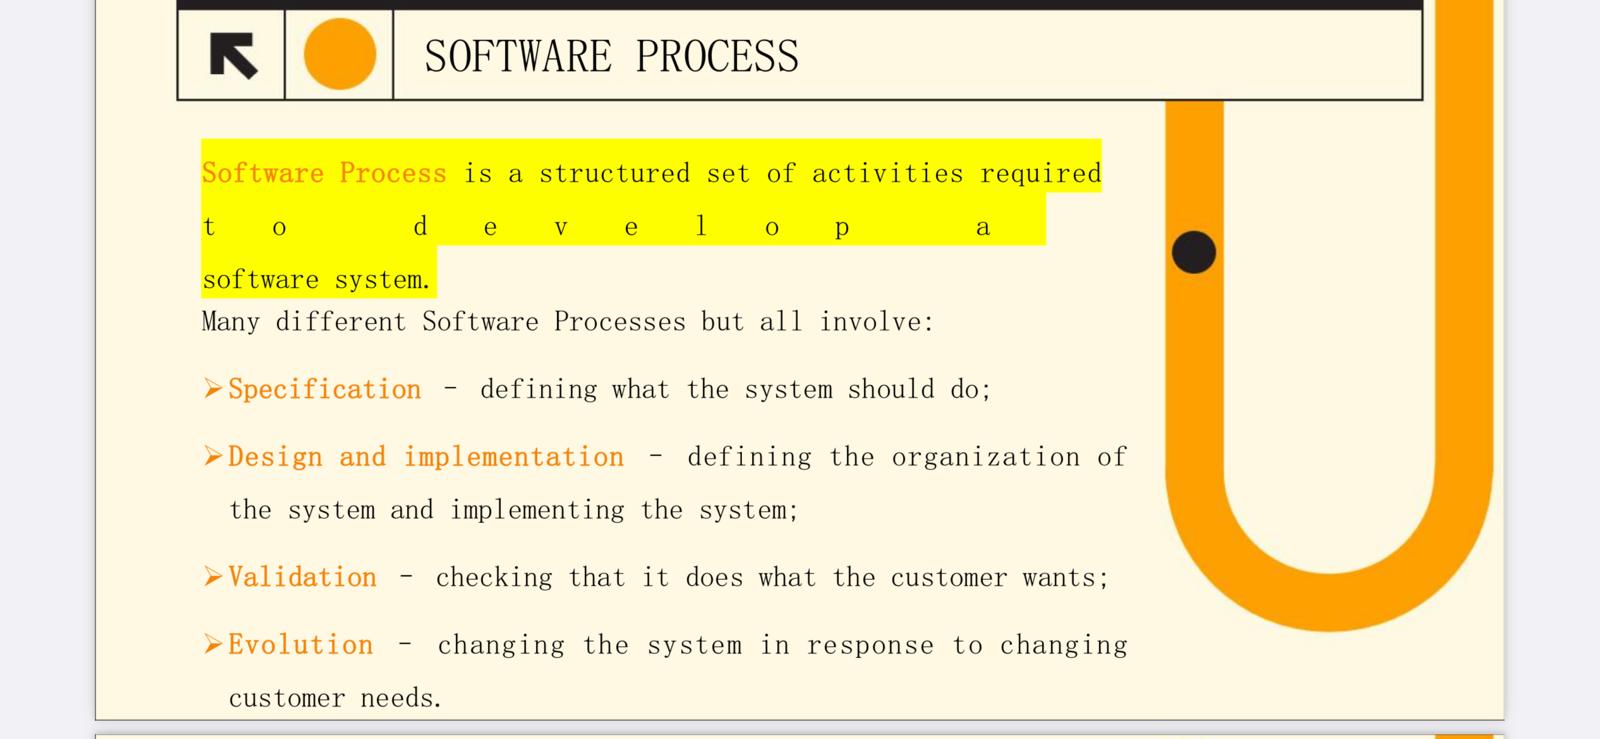 SOFTWARE PROCESS
Software Process is a structured set of activities required
to develop a
software system.
Many different Software Processes but all involve:
➢Specification – defining what the system should do;
➢Design and implementation – defining the organization of
the system and implementing the system;
➢Validation – checking that it does what the customer wants;
➢Evolution – changing the system in response to changing
customer needs.